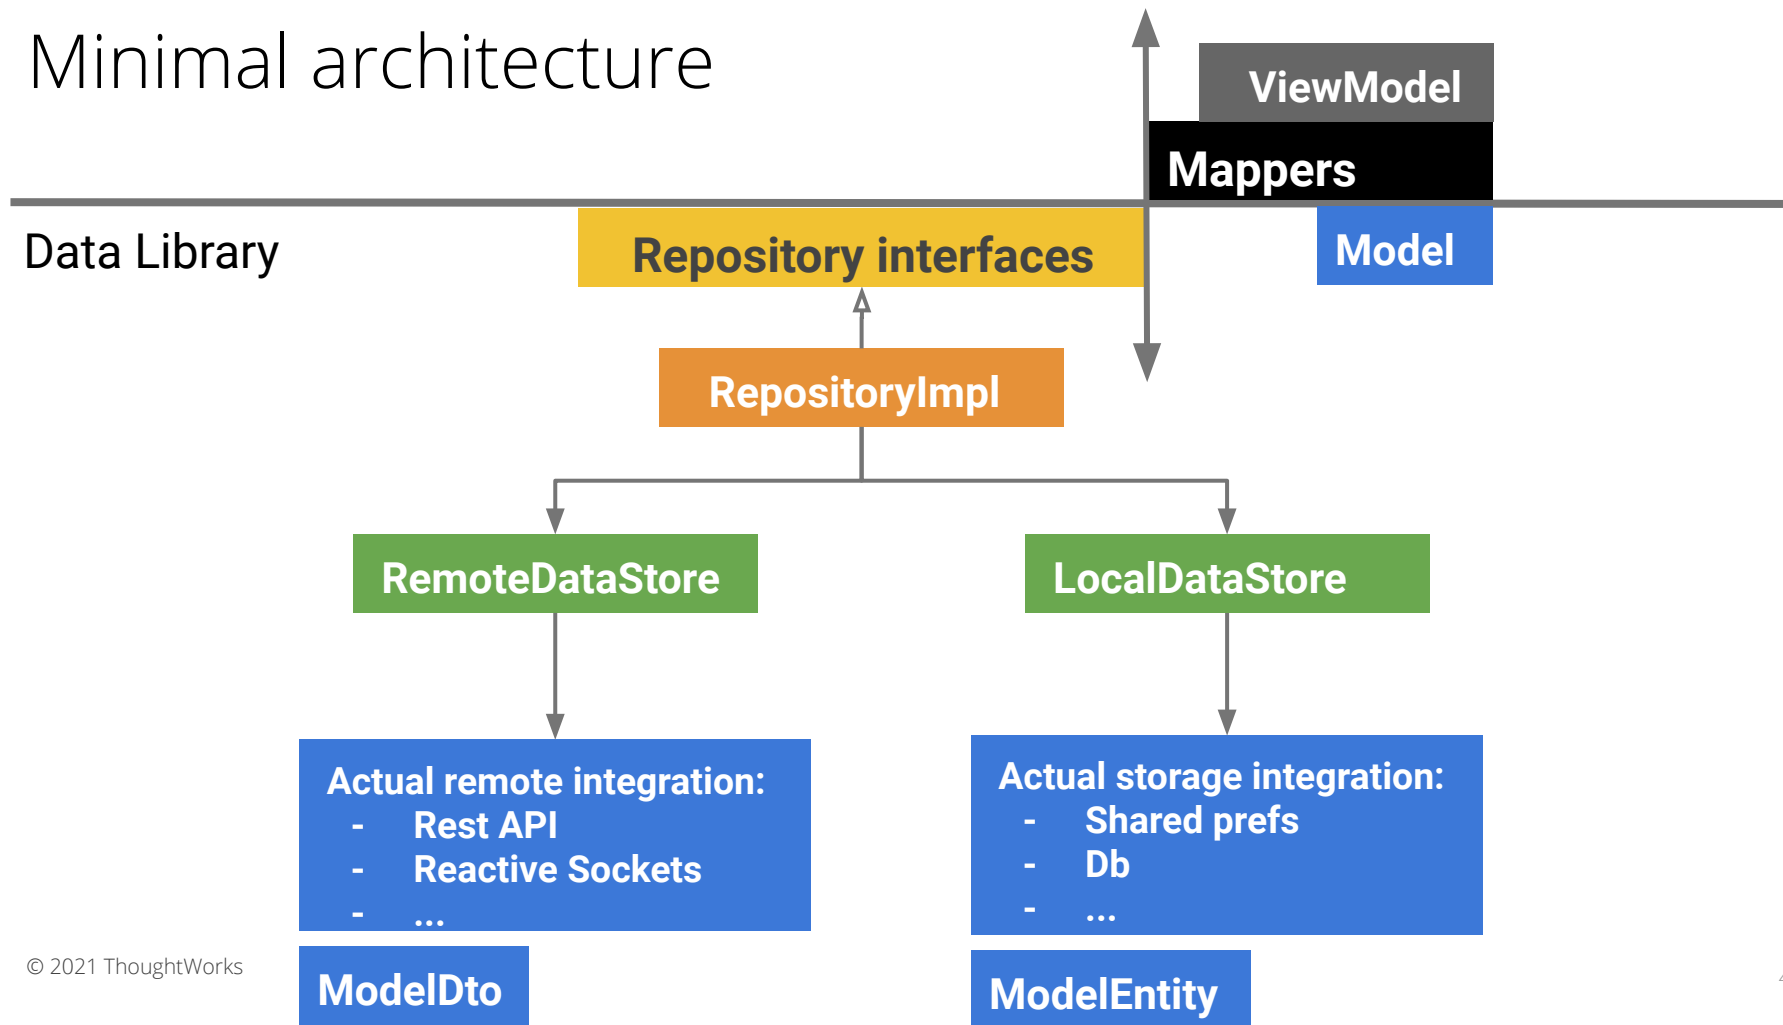 Minimal architecture
ViewModel
Mappers
Data Library
Repository interfaces
Model
RepositoryImpl
RemoteDataStore
LocalDataStore
Actual remote integration:
- Rest API
- Reactive Sockets
- ...
Actual storage integration:
- Shared prefs
- Db
- ...
© 2021 ThoughtWorks
ModelDto
ModelEntity